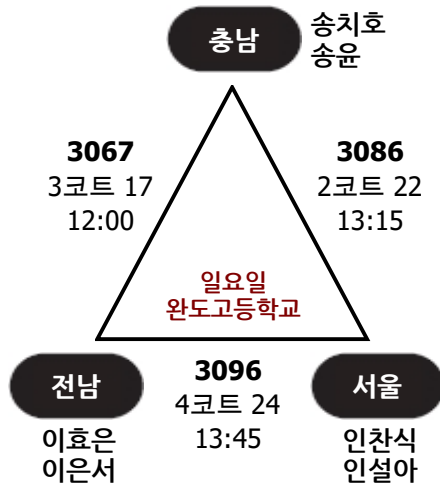 충남
송치호
송윤
3067
3코트 17
12:00
3086
2코트 22
13:15
일요일
완도고등학교
전남
이효은
이은서
3096
4코트 24
13:45
서울
인찬식
인설아